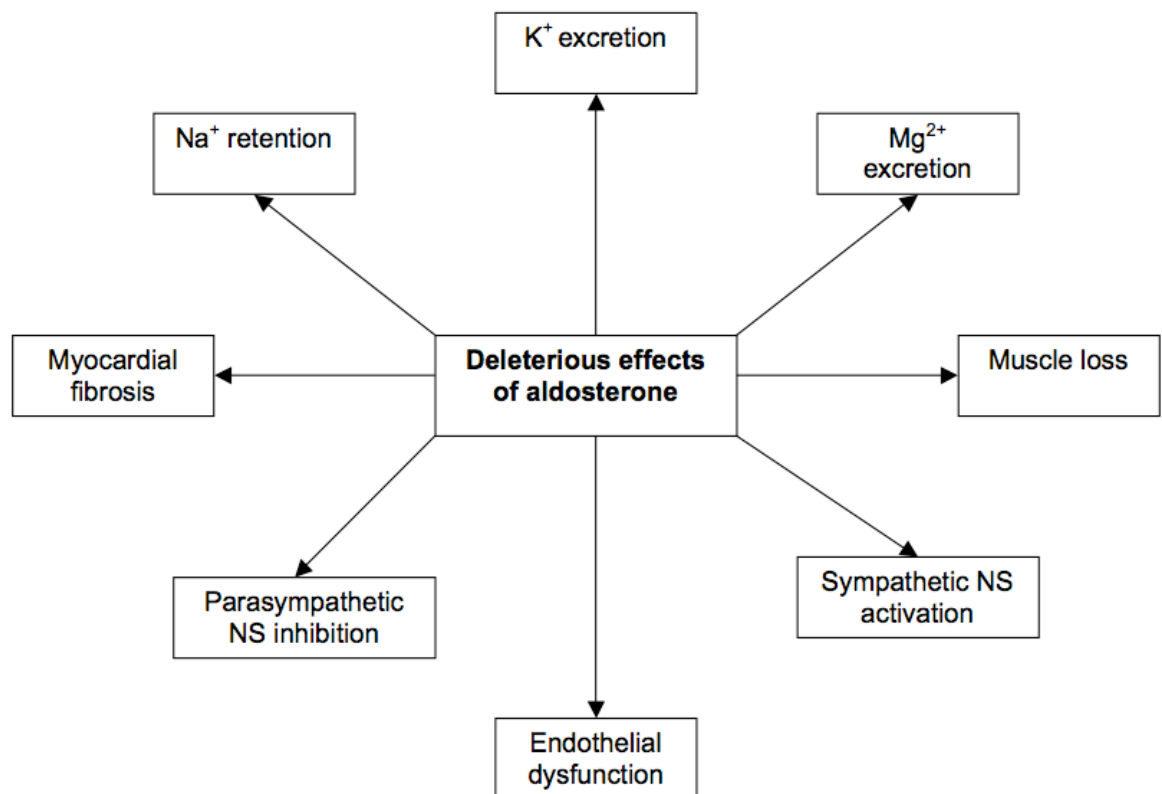 K⁺ excretion
Na⁺ retention
Mg²⁺
excretion
Myocardial
fibrosis
Deleterious effects
of aldosterone
Muscle loss
Parasympathetic
NS inhibition
Sympathetic NS
activation
Endothelial
dysfunction